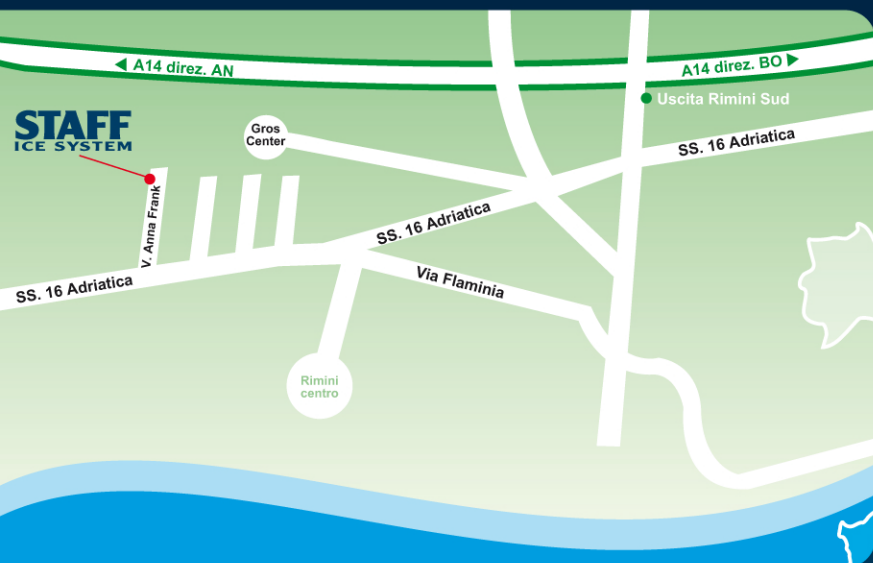 ◀ A14 direz. AN
A14 direz. BO ▶
Uscita Rimini Sud
STAFF
ICE SYSTEM
Gros
Center
SS. 16 Adriatica
V. Anna Frank
SS. 16 Adriatica
SS. 16 Adriatica
Via Flaminia
Rimini
centro